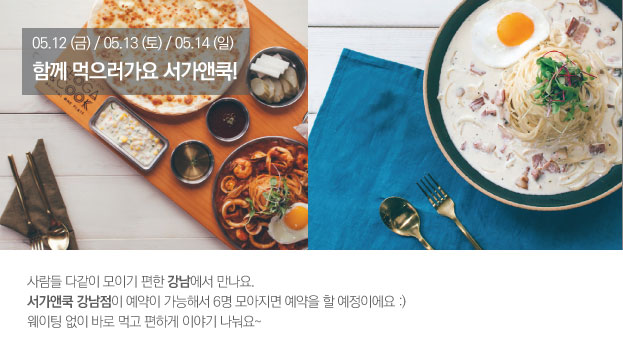 05.12 (금) / 05.13 (토) / 05.14 (일)
함께 먹으러가요 서가앤쿡!
COOK
사람들 다같이 모이기 편한 강남에서 만나요.
서가앤쿡 강남점이 예약이 가능해서 6명 모아지면 예약을 할 예정이에요 :)
웨이팅 없이 바로 먹고 편하게 이야기 나눠요~